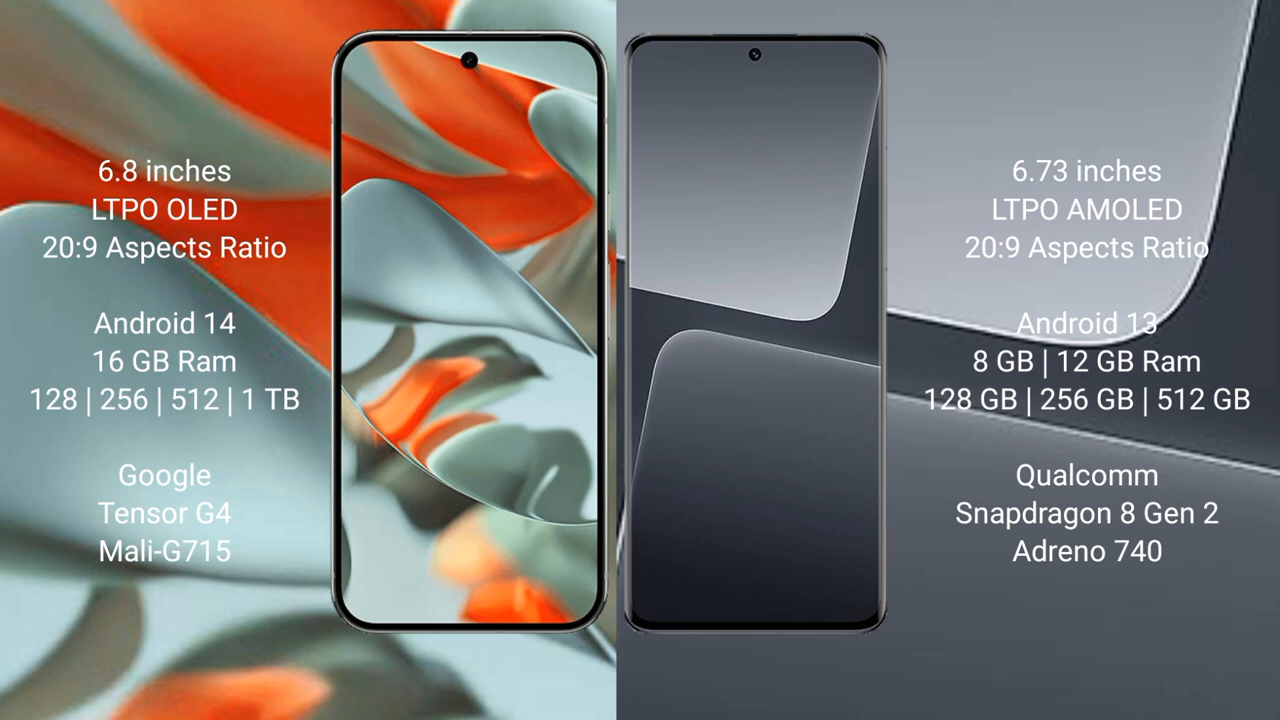 6.8 inches
LTPO OLED
20:9 Aspects Ratio
Android 14
16 GB Ram
128 | 256 | 512 | 1 TB
Google
Tensor G4
Mali-G715
6.73 inches
LTPO AMOLED
20:9 Aspects Ratio
Android 13
8 GB | 12 GB Ram
128 GB | 256 GB | 512 GB
Qualcomm
Snapdragon 8 Gen 2
Adreno 740